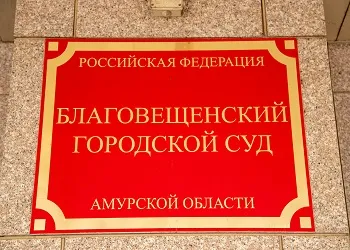 РОССИЙСКАЯ ФЕДЕРАЦИЯ
БЛАГОВЕЩЕНСКИЙ
ГОРОДСКОЙ СУД
АМУРСКОЙ ОБЛАСТИ